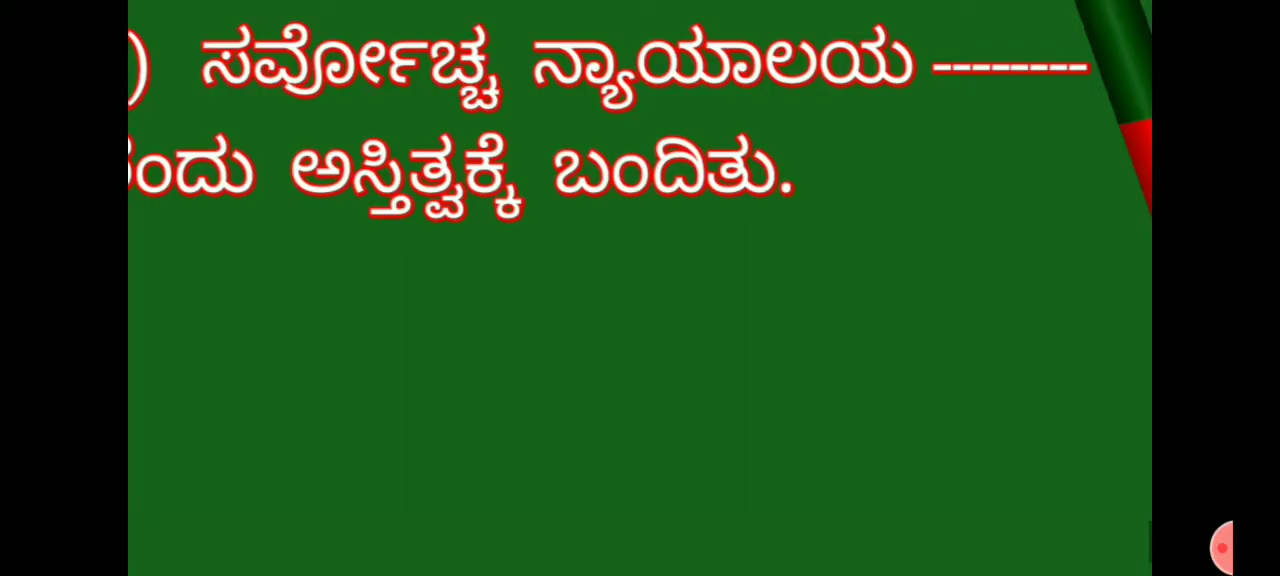 ) ಸರ್ವೋಚ್ಚ ನ್ಯಾಯಾಲಯ --------
ಅಸ್ತಿತ್ವಕ್ಕೆ ಬಂದಿತು.